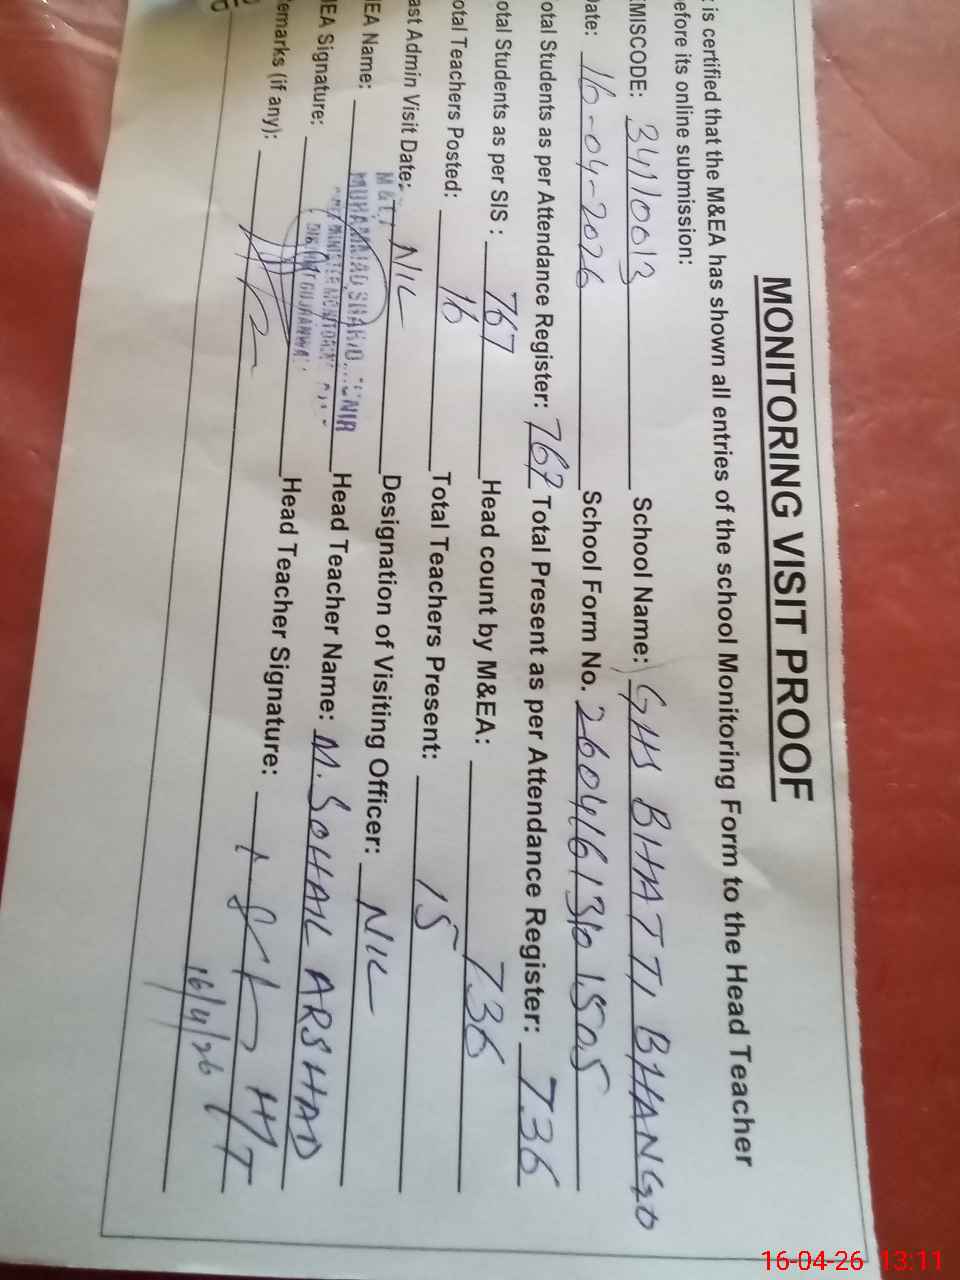 MONITORING VISIT PROOF
is certified that the M&EA has shown all entries of the school Monitoring Form to the Head Teacher
efore its online submission:
EMISCODE: 34110013 School Name: GHS BHATTI BHANGO
Date: 16-04-2026 School Form No. 26041613101505
otal Students as per Attendance Register: 767 Total Present as per Attendance Register: 736
otal Students as per SIS : 767 Head count by M&EA: 736
otal Teachers Posted: 16 Total Teachers Present: 15
ast Admin Visit Date: NIL Designation of Visiting Officer: NIL
EA Name: Head Teacher Name: M. SOHAIL ARSHAD
EA Signature: Head Teacher Signature: HT
emarks (if any): 16/4/26
16-04-26 13:11